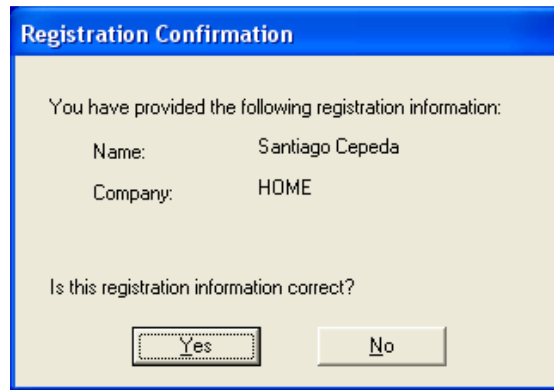 Registration Confirmation
You have provided the following registration information:
Name: Santiago Cepeda
Company: HOME
Is this registration information correct?
Yes No